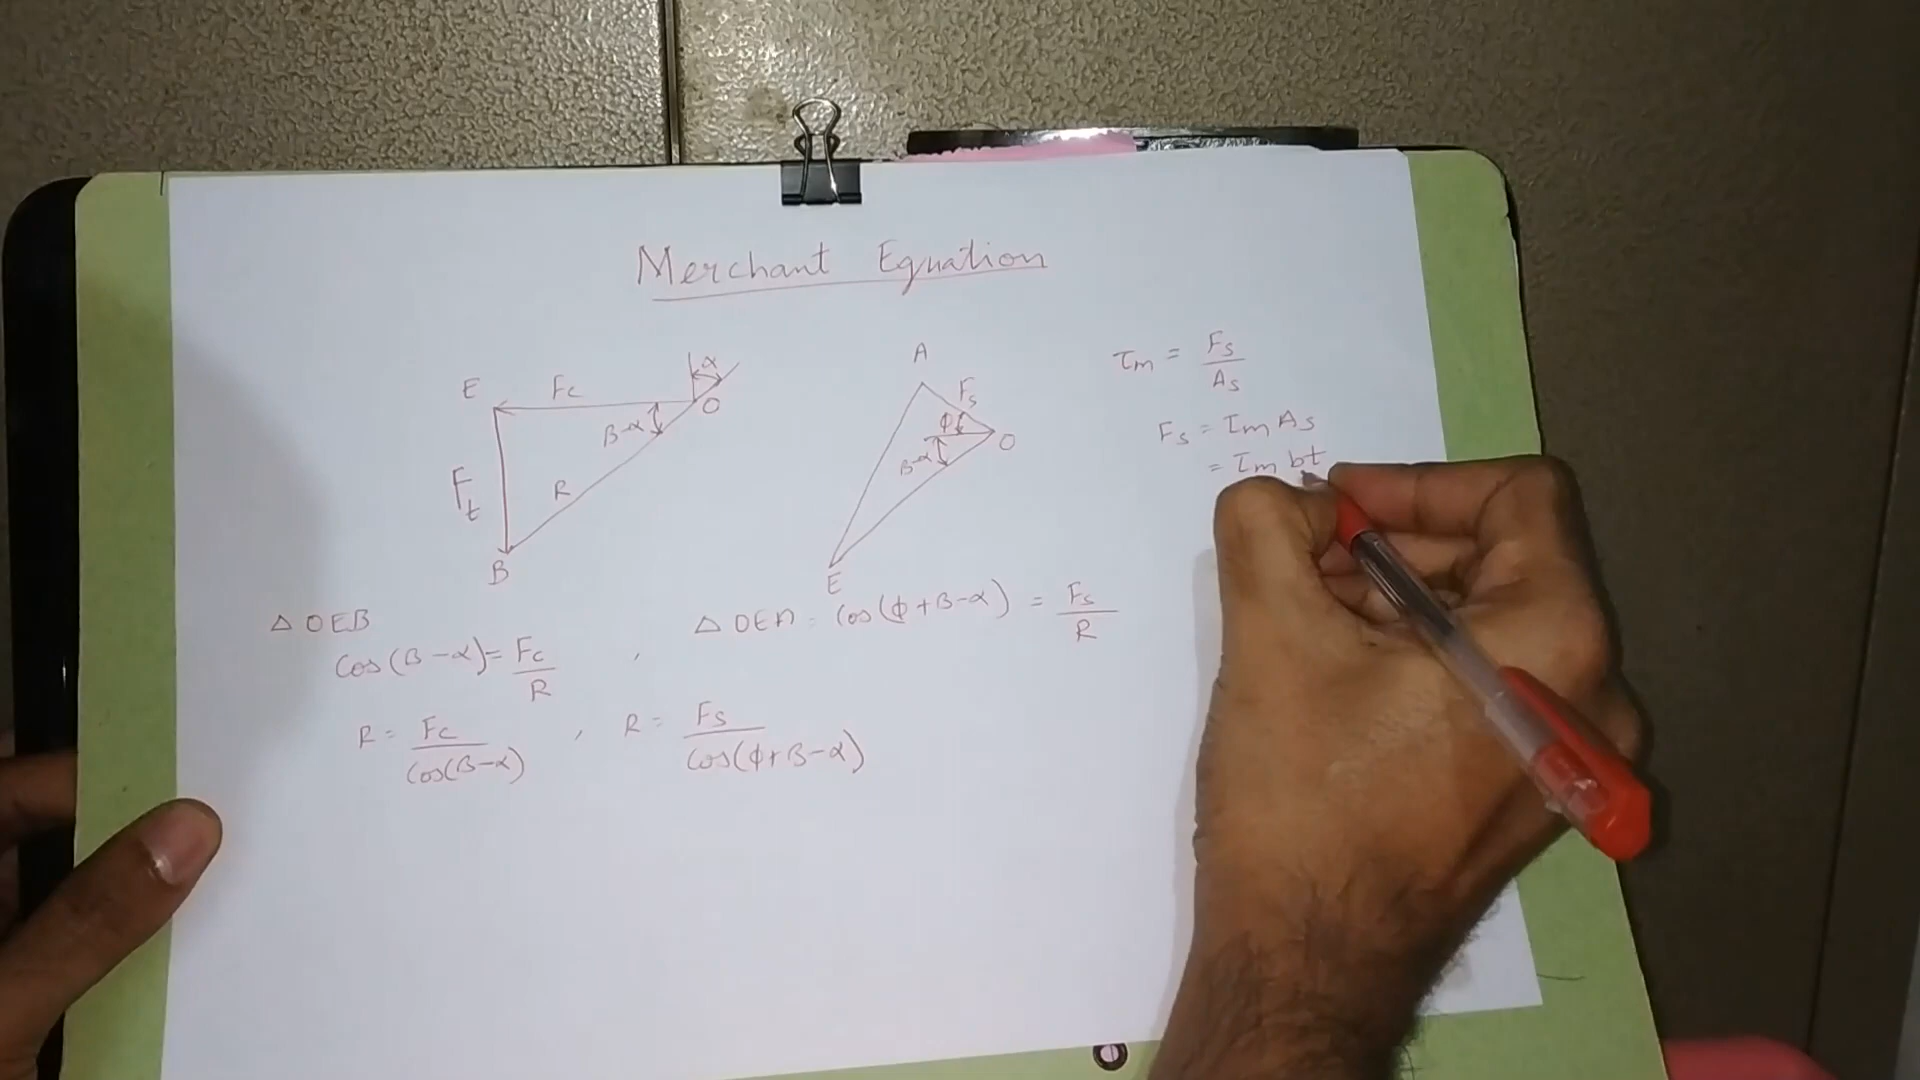 Merchant Equation
E Fc α O
β-α
Ft R
B
A
Fs
ϕ O
β-α
E
τm = Fs/As
Fs = τm As
= τm bt
△ OEB
cos(β-α) = Fc/R ,
△ OEA. cos(ϕ+β-α) = Fs/R
R = Fc/cos(β-α) , R = Fs/cos(ϕ+β-α)